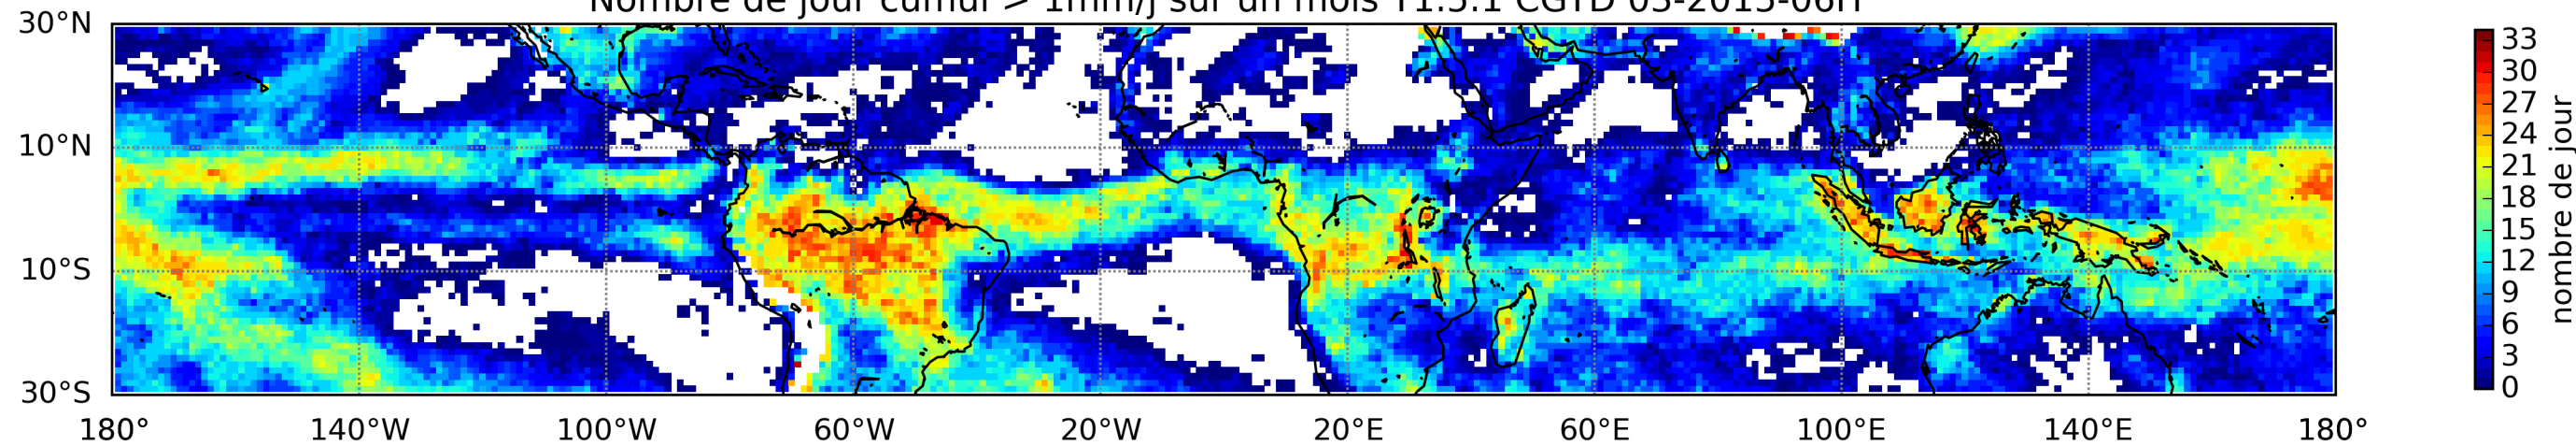 Nombre de jour cumul > 1mm/j sur un mois T1.5.1 CGTD 03-2015-06H
30°N
10°N
10°S
30°S
180° 140°W 100°W 60°W 20°W 20°E 60°E 100°E 140°E 180°
33
30
27
24
21
18
15
12
9
6
3
0
nombre de jour